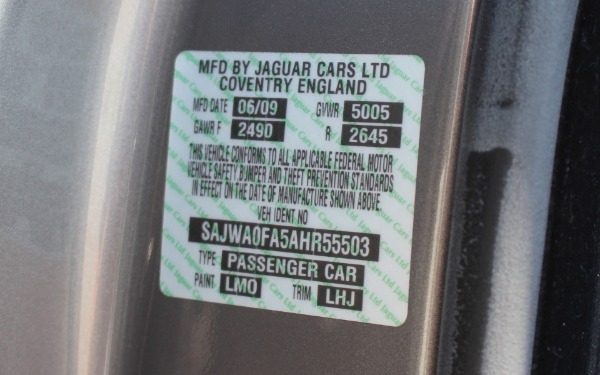 MFD BY JAGUAR CARS LTD
COVENTRY ENGLAND
MFD DATE 06/09 GVWR 5005
GAWR F 2490 R 2645
THIS VEHICLE CONFORMS TO ALL APPLICABLE FEDERAL MOTOR
VEHICLE SAFETY BUMPER AND THEFT PREVENTION STANDARDS
IN EFFECT ON THE DATE OF MANUFACTURE SHOWN ABOVE.
VEH IDENT NO
SAJWA0FA5AHR55503
TYPE PASSENGER CAR
PAINT LMO TRIM LHJ